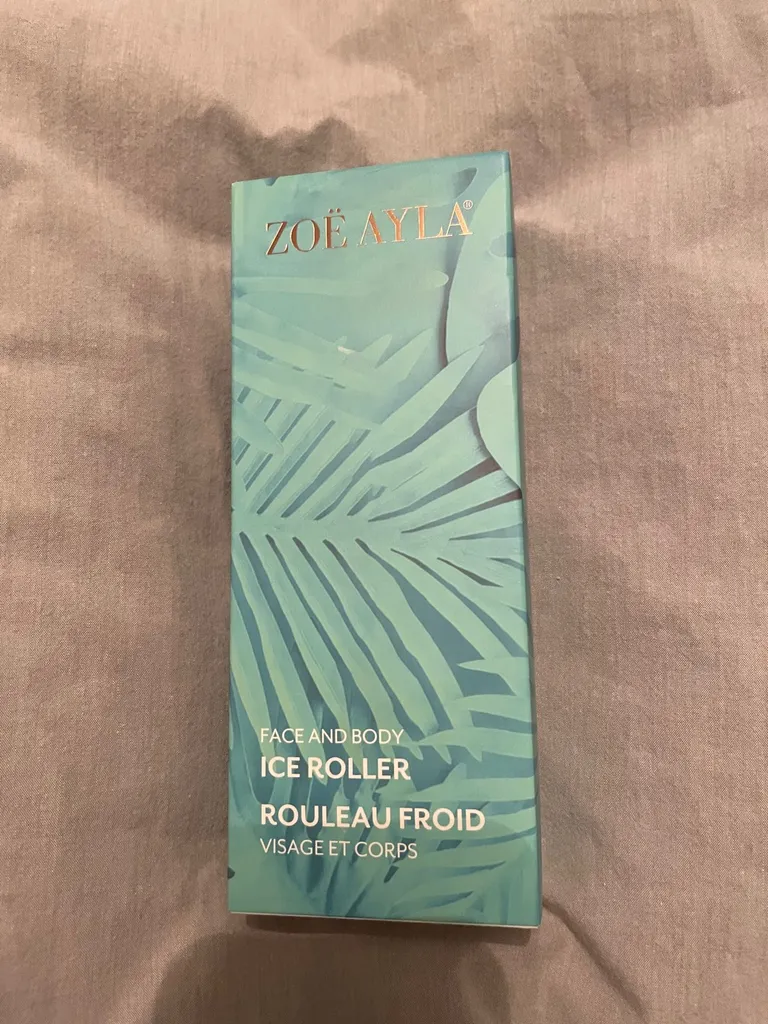 ZOË AYLA®
FACE AND BODY
ICE ROLLER
ROULEAU FROID
VISAGE ET CORPS